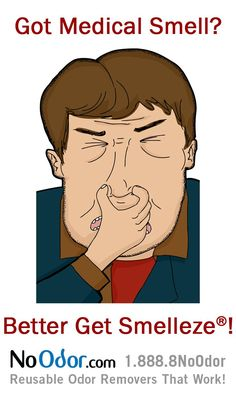 Got Medical Smell?
Better Get Smelleze®!
NoOdor.com 1.888.8NoOdor
Reusable Odor Removers That Work!